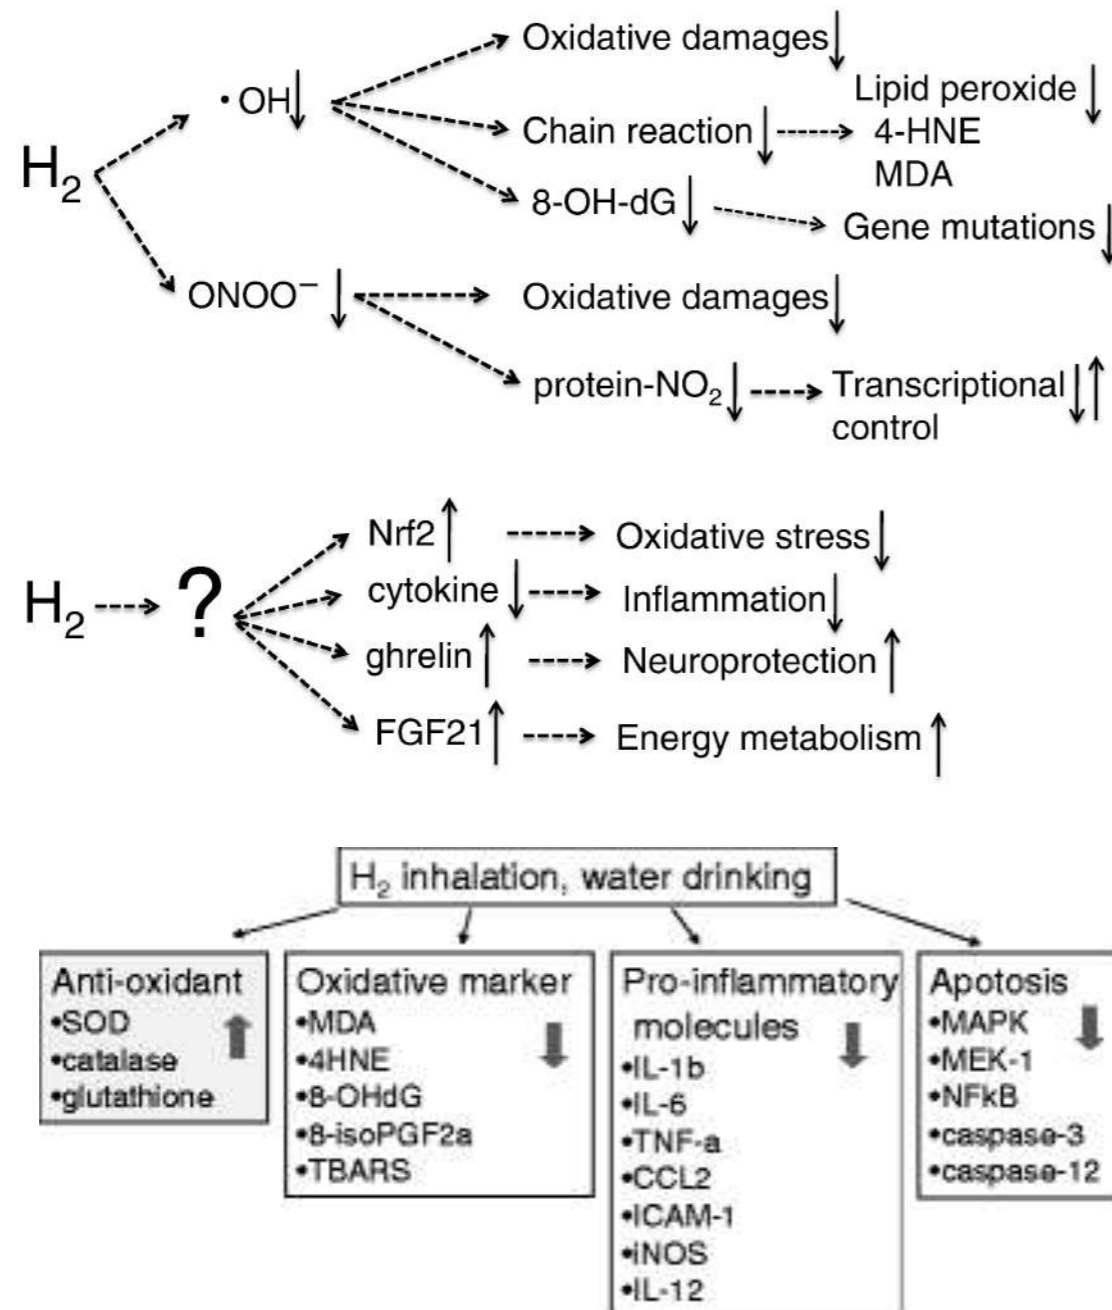 Oxidative damages↓
· OH↓
Lipid peroxide↓
Chain reaction↓
4-HNE
H₂
MDA
8-OH-dG↓
Gene mutations↓
ONOO⁻↓
Oxidative damages↓
protein-NO₂↓
Transcriptional↓↑
control
Nrf2↑
Oxidative stress↓
H₂
?
cytokine↓
Inflammation↓
ghrelin↑
Neuroprotection↑
FGF21↑
Energy metabolism↑
H₂ inhalation, water drinking
Anti-oxidant
•SOD
•catalase
•glutathione
Oxidative marker
•MDA
•4HNE
•8-OHdG
•8-isoPGF2a
•TBARS
Pro-inflammatory
molecules
•IL-1b
•IL-6
•TNF-a
•CCL2
•ICAM-1
•iNOS
•IL-12
Apotosis
•MAPK
•MEK-1
•NFkB
•caspase-3
•caspase-12